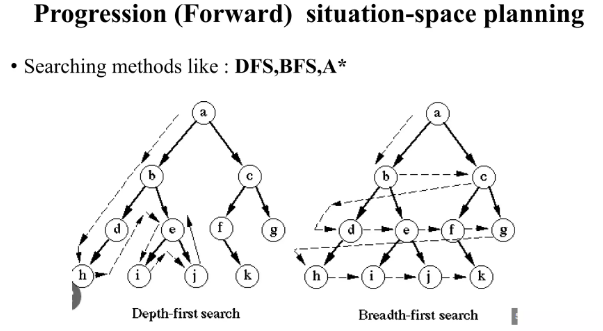 Progression (Forward) situation-space planning
• Searching methods like : DFS,BFS,A*
a
b c
d e f g
h i j k
Depth-first search
a
b c
d e f g
h i j k
Breadth-first search